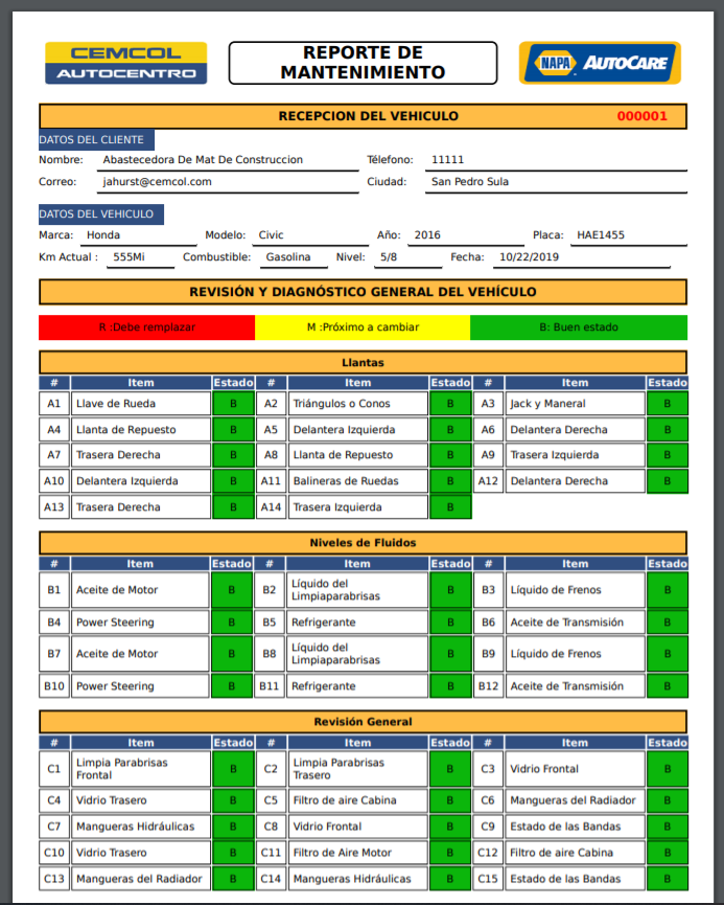 CEMCOL
AUTOCENTRO
REPORTE DE
MANTENIMIENTO
NAPA AUTOCARE
RECEPCION DEL VEHICULO 000001
DATOS DEL CLIENTE
Nombre: Abastecedora De Mat De Construccion Télefono: 11111
Correo: jahurst@cemcol.com Ciudad: San Pedro Sula
DATOS DEL VEHICULO
Marca: Honda Modelo: Civic Año: 2016 Placa: HAE1455
Km Actual : 555Mi Combustible: Gasolina Nivel: 5/8 Fecha: 10/22/2019
REVISIÓN Y DIAGNÓSTICO GENERAL DEL VEHÍCULO
R :Debe remplazar M :Próximo a cambiar B: Buen estado
Llantas
# Item Estado # Item Estado # Item Estado
A1 Llave de Rueda B A2 Triángulos o Conos B A3 Jack y Maneral B
A4 Llanta de Repuesto B A5 Delantera Izquierda B A6 Delantera Derecha B
A7 Trasera Derecha B A8 Llanta de Repuesto B A9 Trasera Izquierda B
A10 Delantera Izquierda B A11 Balineras de Ruedas B A12 Delantera Derecha B
A13 Trasera Derecha B A14 Trasera Izquierda B
Niveles de Fluidos
# Item Estado # Item Estado # Item Estado
B1 Aceite de Motor B B2 Líquido del Limpiaparabrisas B B3 Líquido de Frenos B
B4 Power Steering B B5 Refrigerante B B6 Aceite de Transmisión B
B7 Aceite de Motor B B8 Líquido del Limpiaparabrisas B B9 Líquido de Frenos B
B10 Power Steering B B11 Refrigerante B B12 Aceite de Transmisión B
Revisión General
# Item Estado # Item Estado # Item Estado
C1 Limpia Parabrisas Frontal B C2 Limpia Parabrisas Trasero B C3 Vidrio Frontal B
C4 Vidrio Trasero B C5 Filtro de aire Cabina B C6 Mangueras del Radiador B
C7 Mangueras Hidráulicas B C8 Vidrio Frontal B C9 Estado de las Bandas B
C10 Vidrio Trasero B C11 Filtro de Aire Motor B C12 Filtro de aire Cabina B
C13 Mangueras del Radiador B C14 Mangueras Hidráulicas B C15 Estado de las Bandas B